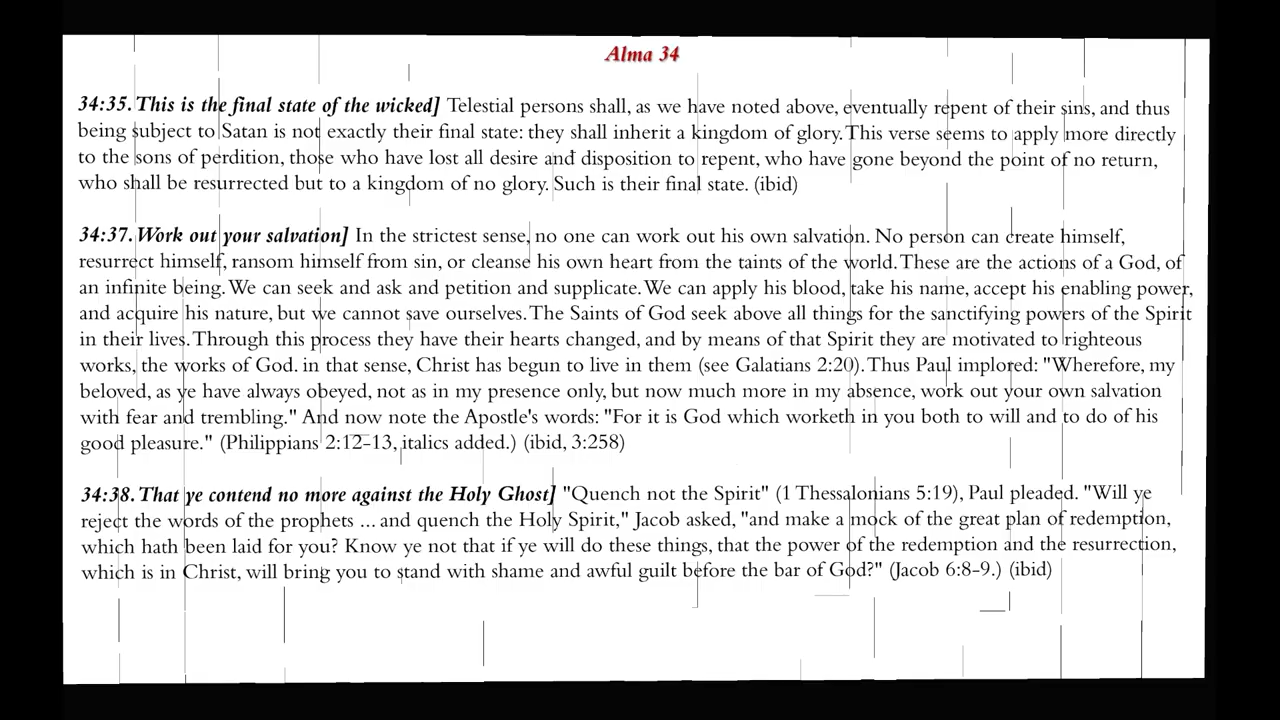 Alma 34
34:35. This is the final state of the wicked] Telestial persons shall, as we have noted above, eventually repent of their sins, and thus
being subject to Satan is not exactly their final state: they shall inherit a kingdom of glory. This verse seems to apply more directly
to the sons of perdition, those who have lost all desire and disposition to repent, who have gone beyond the point of no return,
who shall be resurrected but to a kingdom of no glory. Such is their final state. (ibid)
34:37. Work out your salvation] In the strictest sense, no one can work out his own salvation. No person can create himself,
resurrect himself, ransom himself from sin, or cleanse his own heart from the taints of the world. These are the actions of a God, of
an infinite being. We can seek and ask and petition and supplicate. We can apply his blood, take his name, accept his enabling power,
and acquire his nature, but we cannot save ourselves. The Saints of God seek above all things for the sanctifying powers of the Spirit
in their lives. Through this process they have their hearts changed, and by means of that Spirit they are motivated to righteous
works, the works of God. in that sense, Christ has begun to live in them (see Galatians 2:20). Thus Paul implored: "Wherefore, my
beloved, as ye have always obeyed, not as in my presence only, but now much more in my absence, work out your own salvation
with fear and trembling." And now note the Apostle's words: "For it is God which worketh in you both to will and to do of his
good pleasure." (Philippians 2:12-13, italics added.) (ibid, 3:258)
34:38. That ye contend no more against the Holy Ghost] "Quench not the Spirit" (1 Thessalonians 5:19), Paul pleaded. "Will ye
reject the words of the prophets ... and quench the Holy Spirit," Jacob asked, "and make a mock of the great plan of redemption,
which hath been laid for you? Know ye not that if ye will do these things, that the power of the redemption and the resurrection,
which is in Christ, will bring you to stand with shame and awful guilt before the bar of God?" (Jacob 6:8-9.) (ibid)